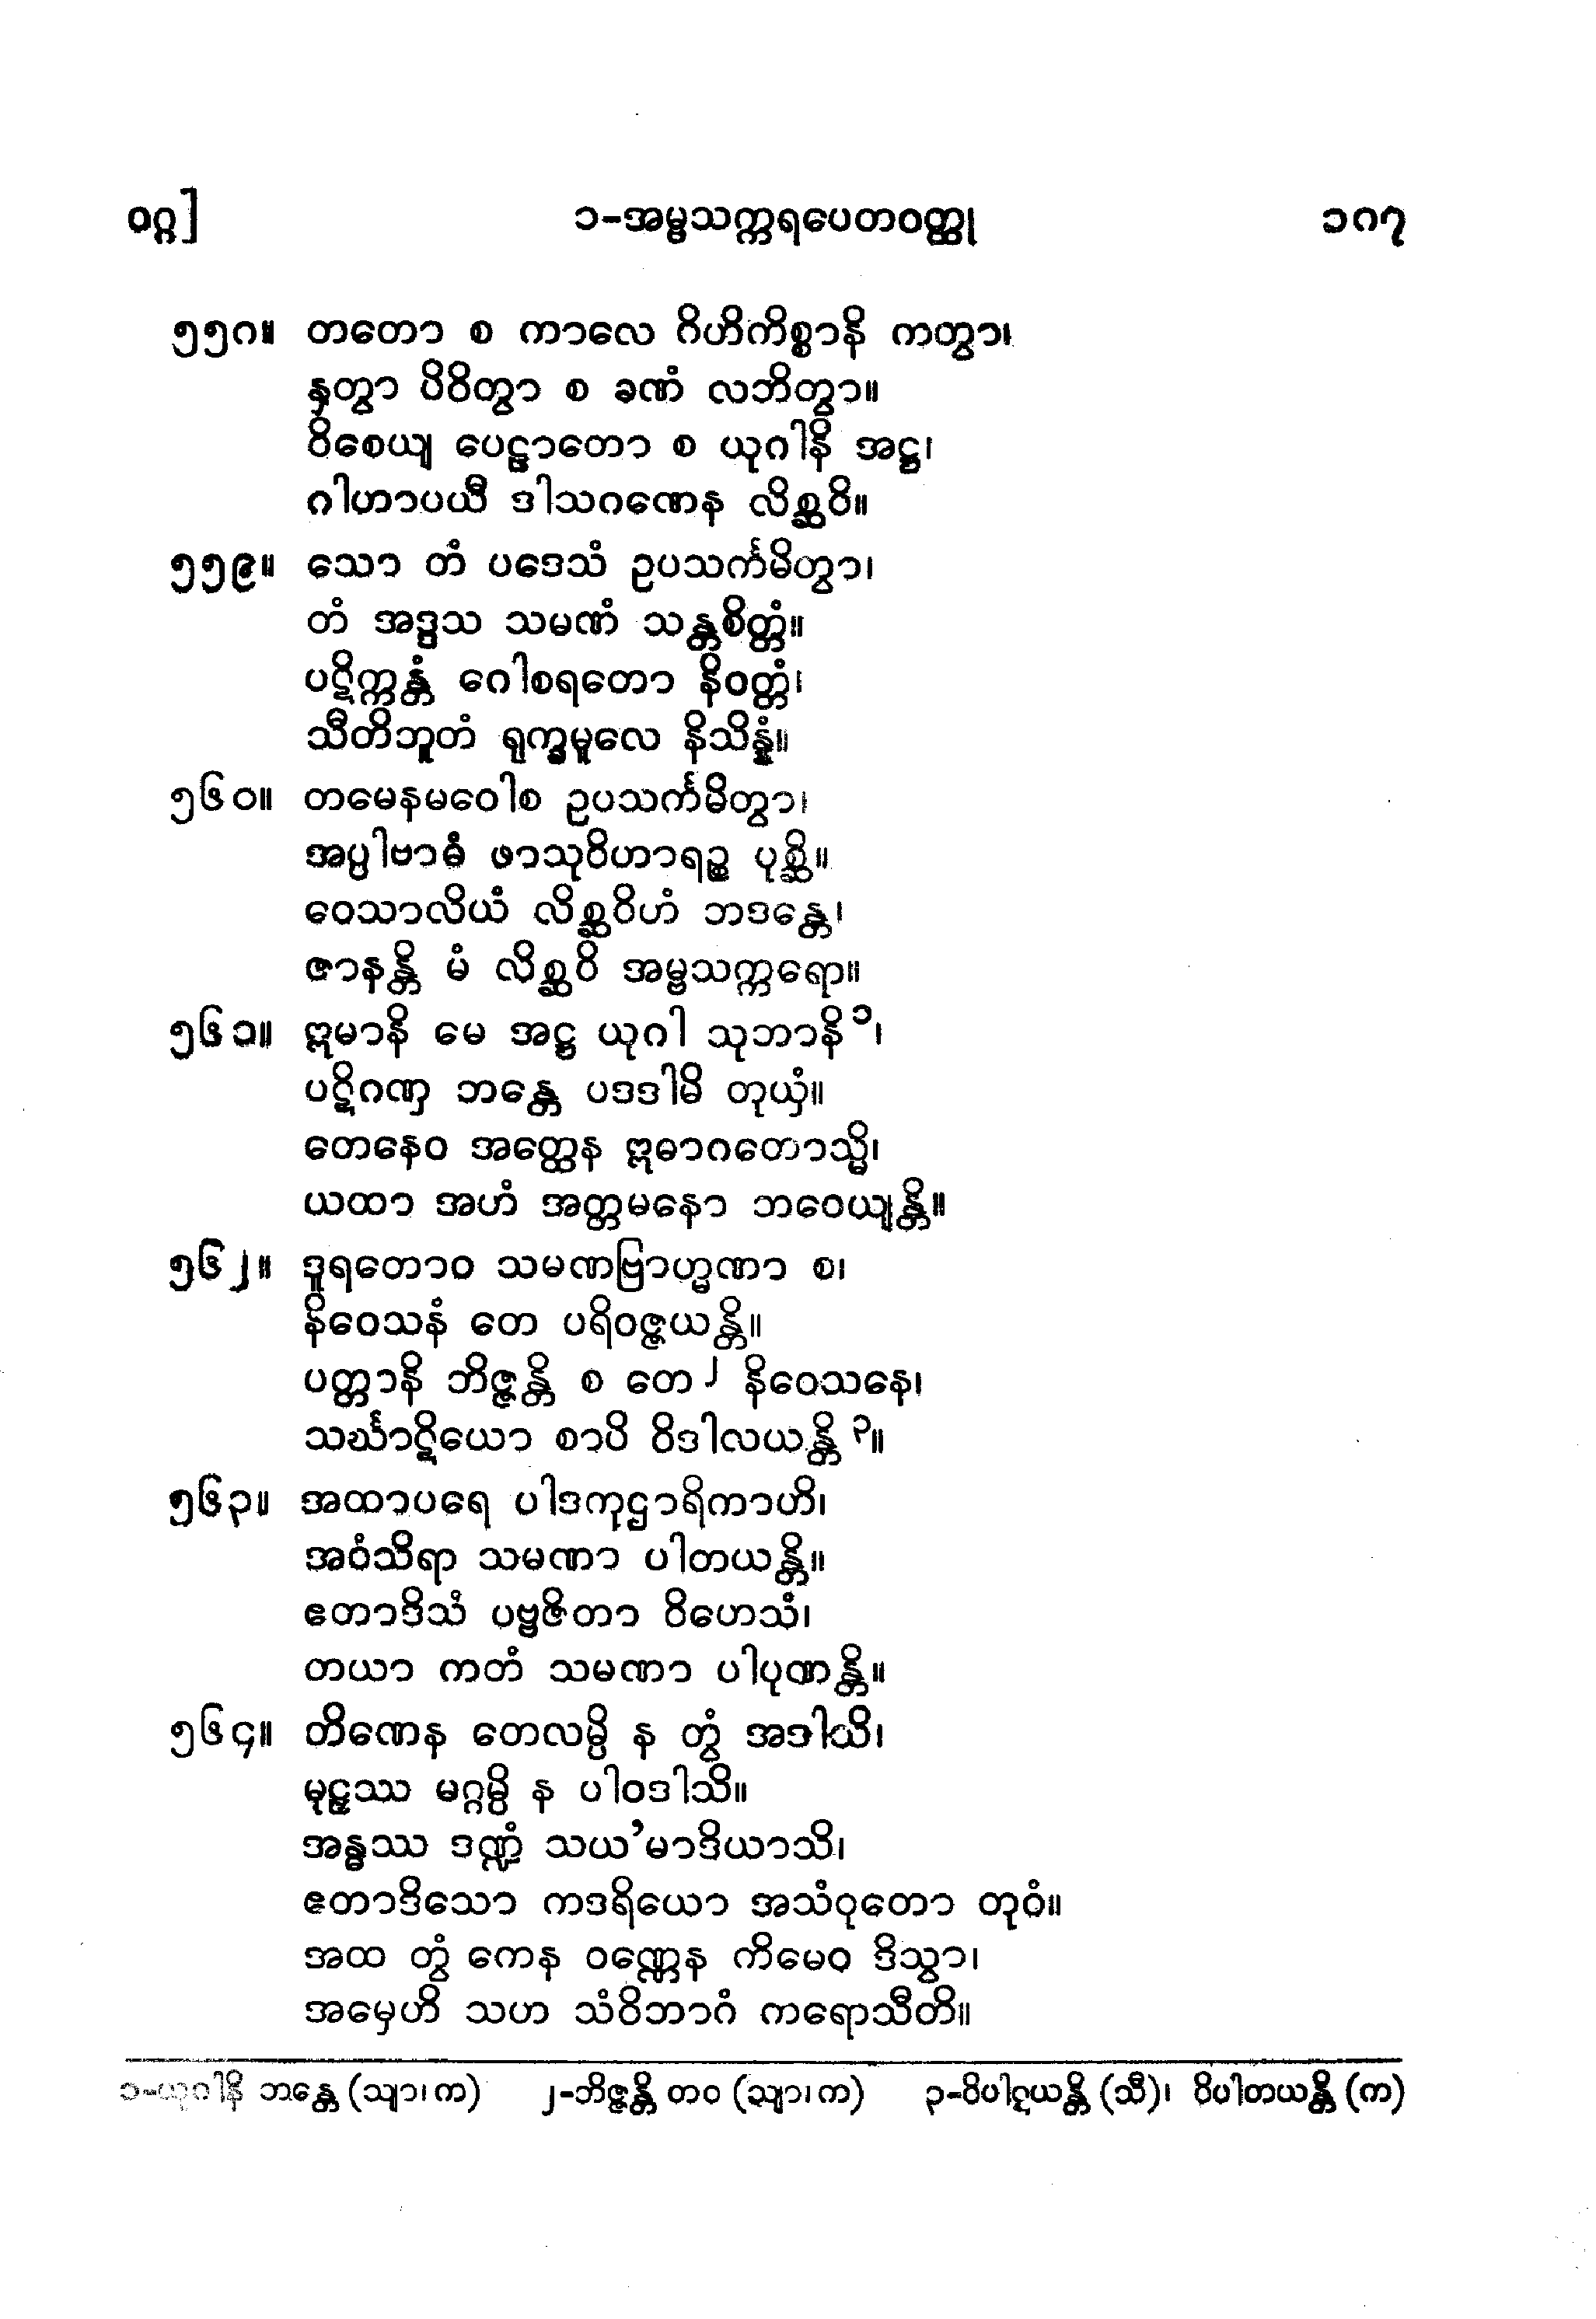 ဝဂ္ဂ]
၁-အမ္ဗသက္ကရပေတဝတ္ထု
၁၈၇
၅၅၈။ တတော စ ကာလေ ဂိဟိကိစ္စာနိ ကတွာ၊
နှတွာ ပိဝိတွာ စ ခဏံ လဘိတွာ။
ဝိစေယျ ပေဠာတော စ ယုဂါနိ အဋ္ဌ၊
ဂါဟာပယီ ဒါသဂဏေန လိစ္ဆဝိ။
၅၅၉။ သော တံ ပဒေသံ ဥပသင်္ကမိတွာ၊
တံ အဒ္ဒသ သမဏံ သန္တစိတ္တံ။
ပဋိက္ကန္တံ ဂေါစရတော နိဝတ္တံ၊
သီတိဘူတံ ရုက္ခမူလေ နိသိန္နံ။
၅၆၀။ တမေနမဝေါစ ဥပသင်္ကမိတွာ၊
အပ္ပါဗာဓံ ဖာသုဝိဟာရဉ္စ ပုစ္ဆိ။
ဝေသာလိယံ လိစ္ဆဝိဟံ ဘဒန္တေ၊
ဇာနန္တိ မံ လိစ္ဆဝိ အမ္ဗသက္ကရော။
၅၆၁။ ဣမာနိ မေ အဋ္ဌ ယုဂါ သုဘာနိ၁၊
ပဋိဂဏှ ဘန္တေ ပဒဒါမိ တုယှံ။
တေနေဝ အတ္ထေန ဣဓာဂတောသ္မိ၊
ယထာ အဟံ အတ္တမနော ဘဝေယျန္တိ။
၅၆၂။ ဒူရတောဝ သမဏဗြာဟ္မဏာ စ၊
နိဝေသနံ တေ ပရိဝဇ္ဇယန္တိ။
ပတ္တာနိ ဘိဇ္ဇန္တိ စ တေ၂ နိဝေသနေ၊
သင်္ဃာဋိယော စာပိ ဝိဒါလယန္တိ၃။
၅၆၃။ အထာပရေ ပါဒကုဌာရိကာဟိ၊
အဝံသိရာ သမဏာ ပါတယန္တိ။
ဧတာဒိသံ ပဗ္ဗဇိတာ ဝိဟေသံ၊
တယာ ကတံ သမဏာ ပါပုဏန္တိ။
၅၆၄။ တိဏေန တေလမ္ပိ န တွံ အဒါသိ၊
မုဠှဿ မဂ္ဂမ္ပိ န ပါဝဒါသိ။
အန္ဓဿ ဒဏ္ဍံ သယ’မာဒိယာသိ၊
ဧတာဒိသော ကဒရိယော အသံဝုတော တုဝံ။
အထ တွံ ကေန ဝဏ္ဏေန ကိမေဝ ဒိသွာ၊
အမှေဟိ သဟ သံဝိဘာဂံ ကရောသီတိ။
၁-ယုဂါနိ ဘန္တေ (သျာ၊ က) ၂-ဘိဇ္ဇန္တိ တဝ (သျာ၊ က) ၃-ဝိပါဋယန္တိ (သီ)၊ ဝိပါတယန္တိ (က)